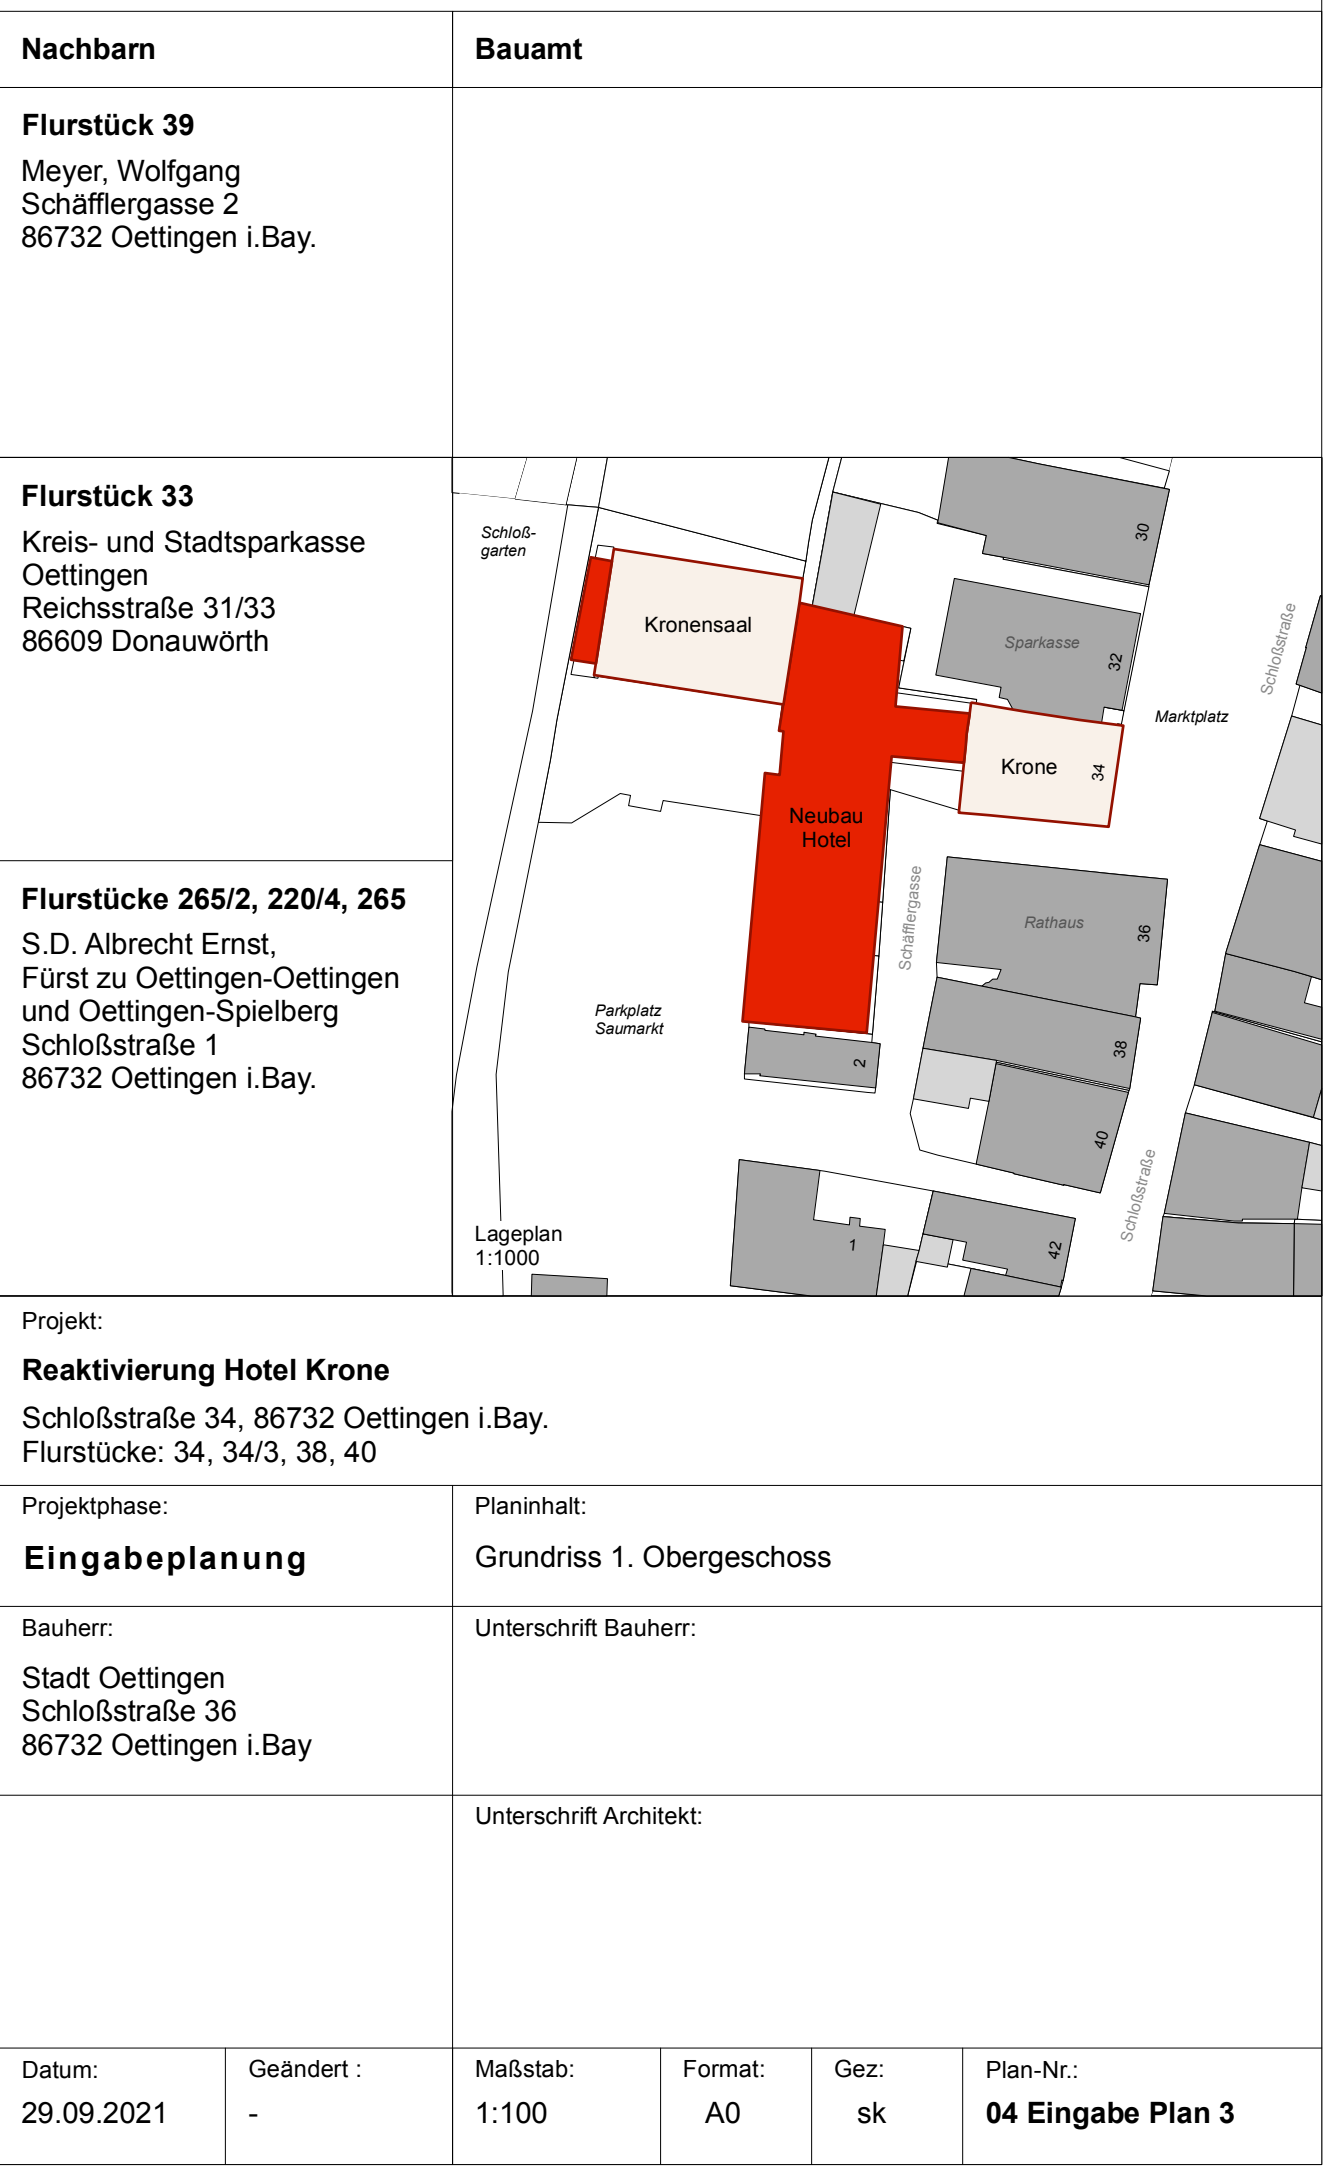 Nachbarn
Bauamt
Flurstück 39
Meyer, Wolfgang
Schäfflergasse 2
86732 Oettingen i.Bay.
Flurstück 33
Kreis- und Stadtsparkasse
Oettingen
Reichsstraße 31/33
86609 Donauwörth
Flurstücke 265/2, 220/4, 265
S.D. Albrecht Ernst,
Fürst zu Oettingen-Oettingen
und Oettingen-Spielberg
Schloßstraße 1
86732 Oettingen i.Bay.
Schloß-
garten
Kronensaal
30
Sparkasse
32
Schloßstraße
Marktplatz
Krone
34
Neubau
Hotel
Schäfflergasse
Rathaus
36
Parkplatz
Saumarkt
2
38
40
Schloßstraße
1
42
Lageplan
1:1000
Projekt:
Reaktivierung Hotel Krone
Schloßstraße 34, 86732 Oettingen i.Bay.
Flurstücke: 34, 34/3, 38, 40
Projektphase:
Eingabeplanung
Planinhalt:
Grundriss 1. Obergeschoss
Bauherr:
Stadt Oettingen
Schloßstraße 36
86732 Oettingen i.Bay
Unterschrift Bauherr:
Unterschrift Architekt:
Datum:
29.09.2021
Geändert :
-
Maßstab:
1:100
Format:
A0
Gez:
sk
Plan-Nr.:
04 Eingabe Plan 3